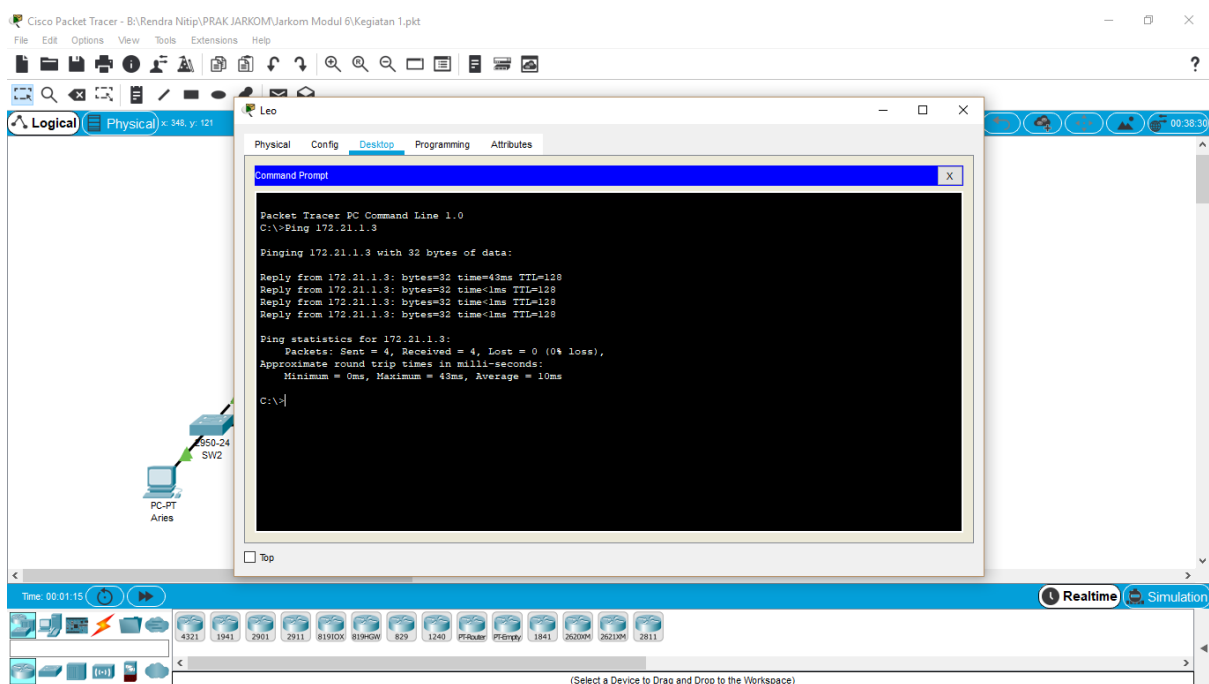 Cisco Packet Tracer - B:\Rendra Nitip\PRAK JARKOM\Jarkom Modul 6\Kegiatan 1.pkt
File Edit Options View Tools Extensions Help
?
Logical Physical x: 348, y: 121 00:38:30
Leo
Physical Config Desktop Programming Attributes
Command Prompt X
Packet Tracer PC Command Line 1.0
C:\>Ping 172.21.1.3
Pinging 172.21.1.3 with 32 bytes of data:
Reply from 172.21.1.3: bytes=32 time=43ms TTL=128
Reply from 172.21.1.3: bytes=32 time<1ms TTL=128
Reply from 172.21.1.3: bytes=32 time<1ms TTL=128
Reply from 172.21.1.3: bytes=32 time<1ms TTL=128
Ping statistics for 172.21.1.3:
Packets: Sent = 4, Received = 4, Lost = 0 (0% loss),
Approximate round trip times in milli-seconds:
Minimum = 0ms, Maximum = 43ms, Average = 10ms
C:\>
2950-24
SW2
PC-PT
Aries
Top
Time: 00:01:15 Realtime Simulation
4321 1941 2901 2911 819IOX 819HGW 829 1240 PT-Router PT-Empty 1841 2620XM 2621XM 2811
(Select a Device to Drag and Drop to the Workspace)